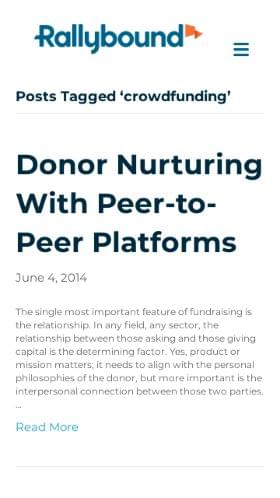 Rallybound
Posts Tagged ‘crowdfunding’
Donor Nurturing
With Peer-to-
Peer Platforms
June 4, 2014
The single most important feature of fundraising is
the relationship. In any field, any sector, the
relationship between those asking and those giving
capital is the determining factor. Yes, product or
mission matters; it needs to align with the personal
philosophies of the donor, but more important is the
interpersonal connection between those two parties.
...
Read More